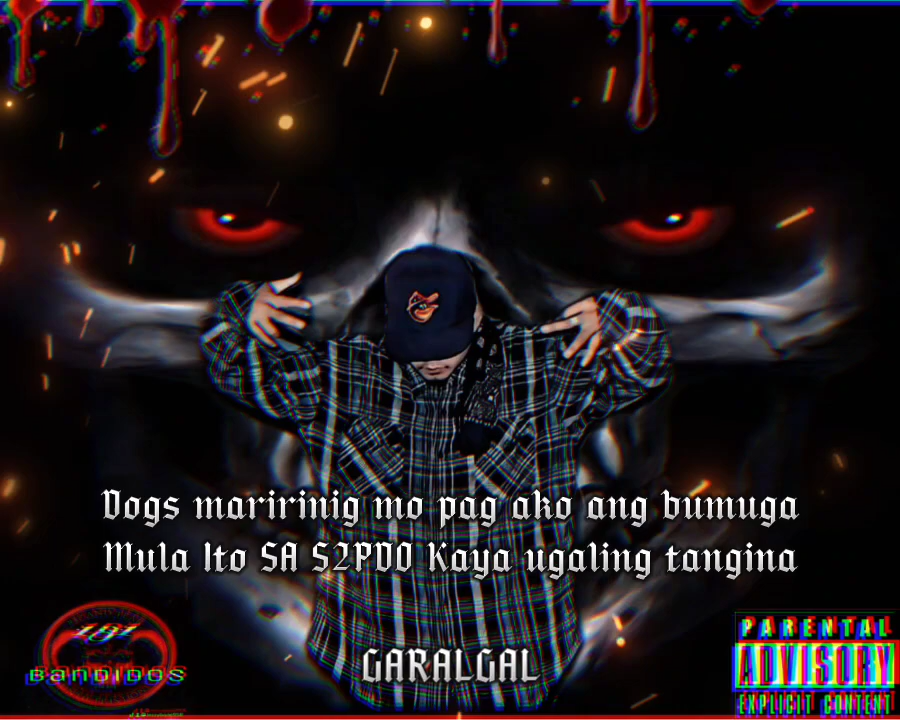 Dogs maririnig mo pag ako ang bumuga
Mula Ito SA S2PDO Kaya ugaling tangina
GARALGAL
BANDIDOS
PARENTAL
ADVISORY
EXPLICIT CONTENT